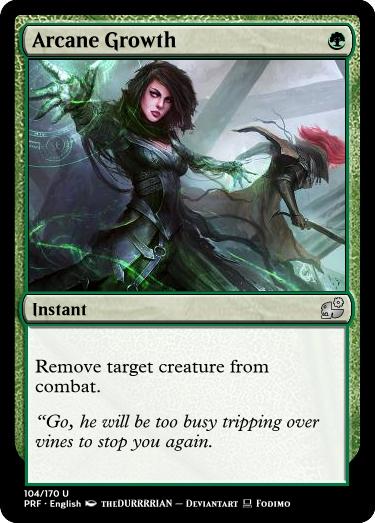 Arcane Growth
Instant
Remove target creature from
combat.
“Go, he will be too busy tripping over
vines to stop you again.
104/170 U
PRF · English theDURRRRIAN — Deviantart Fodimo